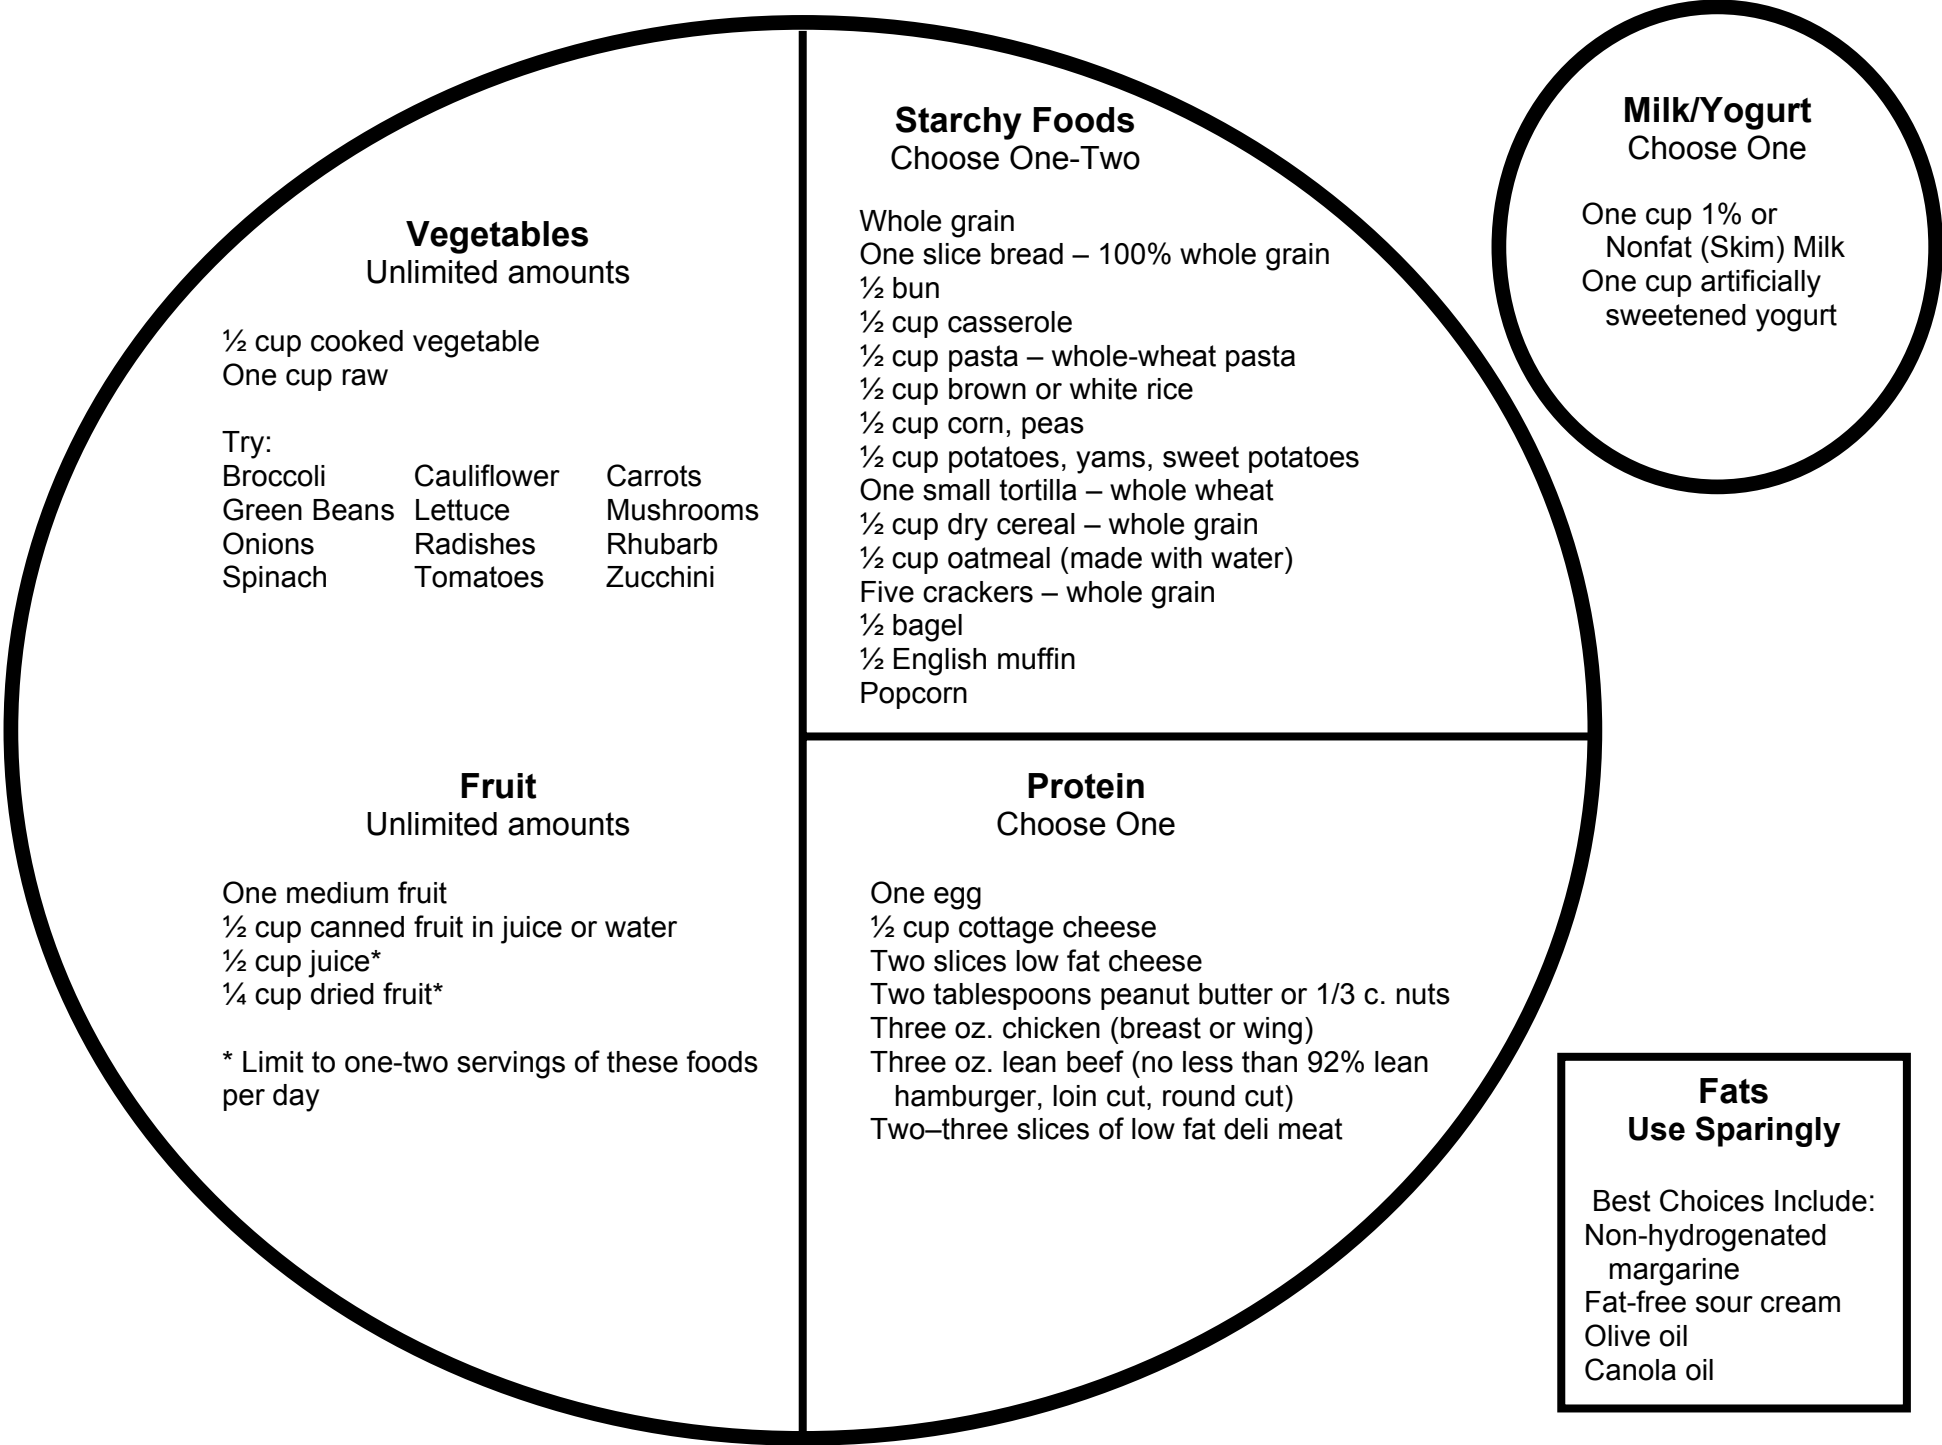 Vegetables
Unlimited amounts
½ cup cooked vegetable
One cup raw
Try:
Broccoli Cauliflower Carrots
Green Beans Lettuce Mushrooms
Onions Radishes Rhubarb
Spinach Tomatoes Zucchini
Fruit
Unlimited amounts
One medium fruit
½ cup canned fruit in juice or water
½ cup juice*
¼ cup dried fruit*
* Limit to one-two servings of these foods
per day
Starchy Foods
Choose One-Two
Whole grain
One slice bread – 100% whole grain
½ bun
½ cup casserole
½ cup pasta – whole-wheat pasta
½ cup brown or white rice
½ cup corn, peas
½ cup potatoes, yams, sweet potatoes
One small tortilla – whole wheat
½ cup dry cereal – whole grain
½ cup oatmeal (made with water)
Five crackers – whole grain
½ bagel
½ English muffin
Popcorn
Protein
Choose One
One egg
½ cup cottage cheese
Two slices low fat cheese
Two tablespoons peanut butter or 1/3 c. nuts
Three oz. chicken (breast or wing)
Three oz. lean beef (no less than 92% lean
hamburger, loin cut, round cut)
Two–three slices of low fat deli meat
Milk/Yogurt
Choose One
One cup 1% or
Nonfat (Skim) Milk
One cup artificially
sweetened yogurt
Fats
Use Sparingly
Best Choices Include:
Non-hydrogenated
margarine
Fat-free sour cream
Olive oil
Canola oil